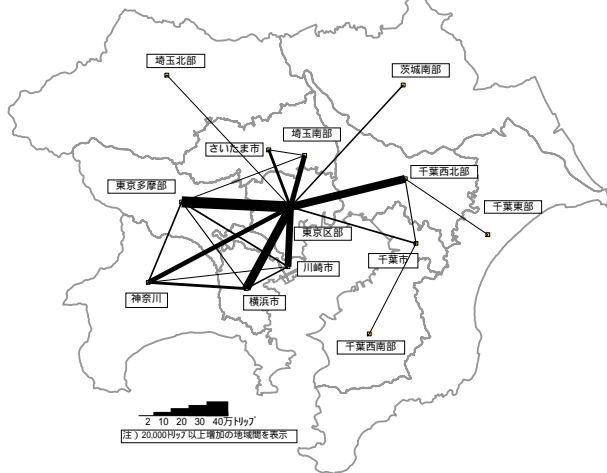 埼玉北部
茨城南部
埼玉南部
さいたま市
千葉西北部
東京多摩部
千葉東部
東京区部
千葉市
川崎市
神奈川
横浜市
千葉西南部
2 10 20 30 40万トリップ
注）20,000トリップ以上増加の地域間を表示